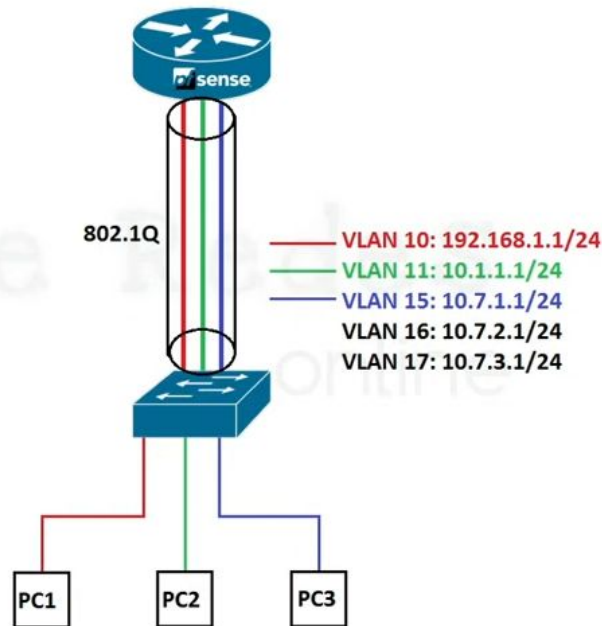 pfsense
802.1Q
VLAN 10: 192.168.1.1/24
VLAN 11: 10.1.1.1/24
VLAN 15: 10.7.1.1/24
VLAN 16: 10.7.2.1/24
VLAN 17: 10.7.3.1/24
online
PC1
PC2
PC3